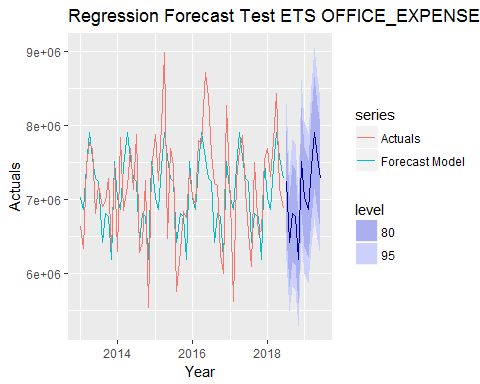 Regression Forecast Test ETS OFFICE_EXPENSE
9e+06
8e+06
7e+06
6e+06
Actuals
2014
2016
2018
Year
series
Actuals
Forecast Model
level
80
95